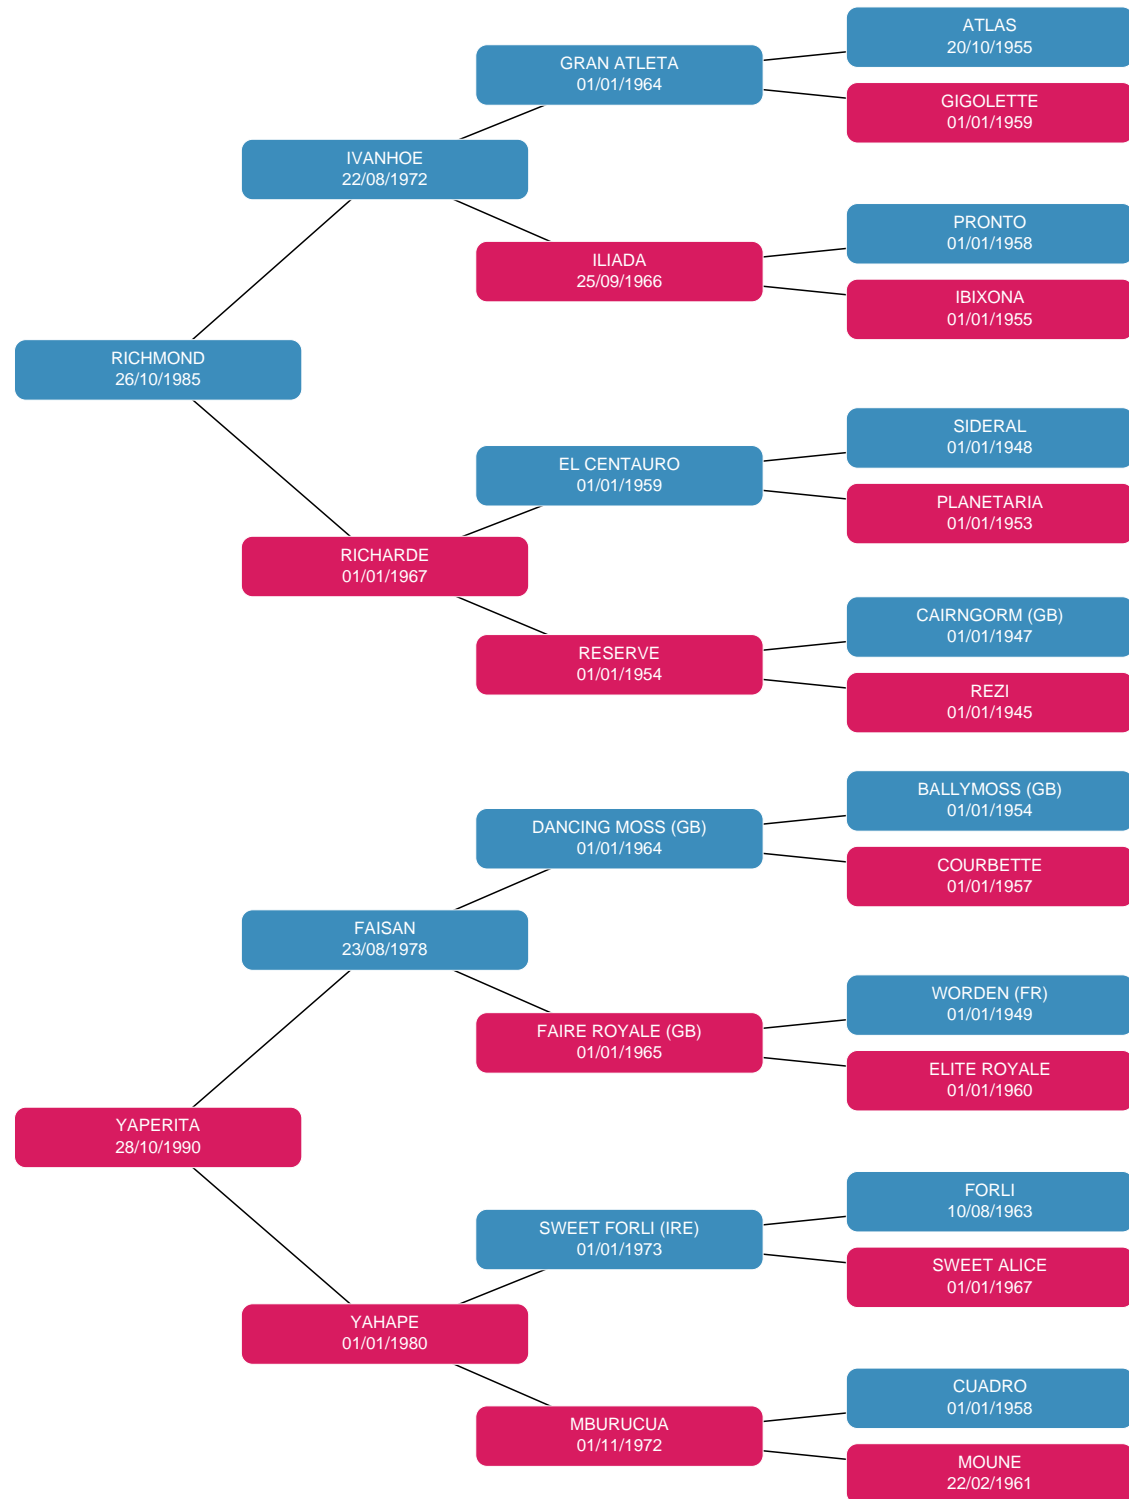 ATLAS
20/10/1955
GRAN ATLETA
01/01/1964
GIGOLETTE
01/01/1959
IVANHOE
22/08/1972
PRONTO
01/01/1958
ILIADA
25/09/1966
IBIXONA
01/01/1955
RICHMOND
26/10/1985
SIDERAL
01/01/1948
EL CENTAURO
01/01/1959
PLANETARIA
01/01/1953
RICHARDE
01/01/1967
CAIRNGORM (GB)
01/01/1947
RESERVE
01/01/1954
REZI
01/01/1945
BALLYMOSS (GB)
01/01/1954
DANCING MOSS (GB)
01/01/1964
COURBETTE
01/01/1957
FAISAN
23/08/1978
WORDEN (FR)
01/01/1949
FAIRE ROYALE (GB)
01/01/1965
ELITE ROYALE
01/01/1960
YAPERITA
28/10/1990
FORLI
10/08/1963
SWEET FORLI (IRE)
01/01/1973
SWEET ALICE
01/01/1967
YAHAPE
01/01/1980
CUADRO
01/01/1958
MBURUCUA
01/11/1972
MOUNE
22/02/1961